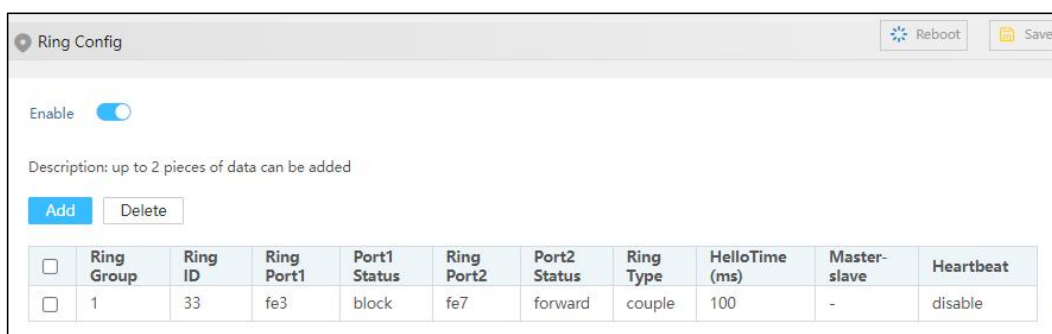 Ring Config Reboot Save
Enable
Description: up to 2 pieces of data can be added
Add Delete
Ring Group Ring ID Ring Port1 Port1 Status Ring Port2 Port2 Status Ring Type HelloTime (ms) Master-slave Heartbeat
1 33 fe3 block fe7 forward couple 100 - disable